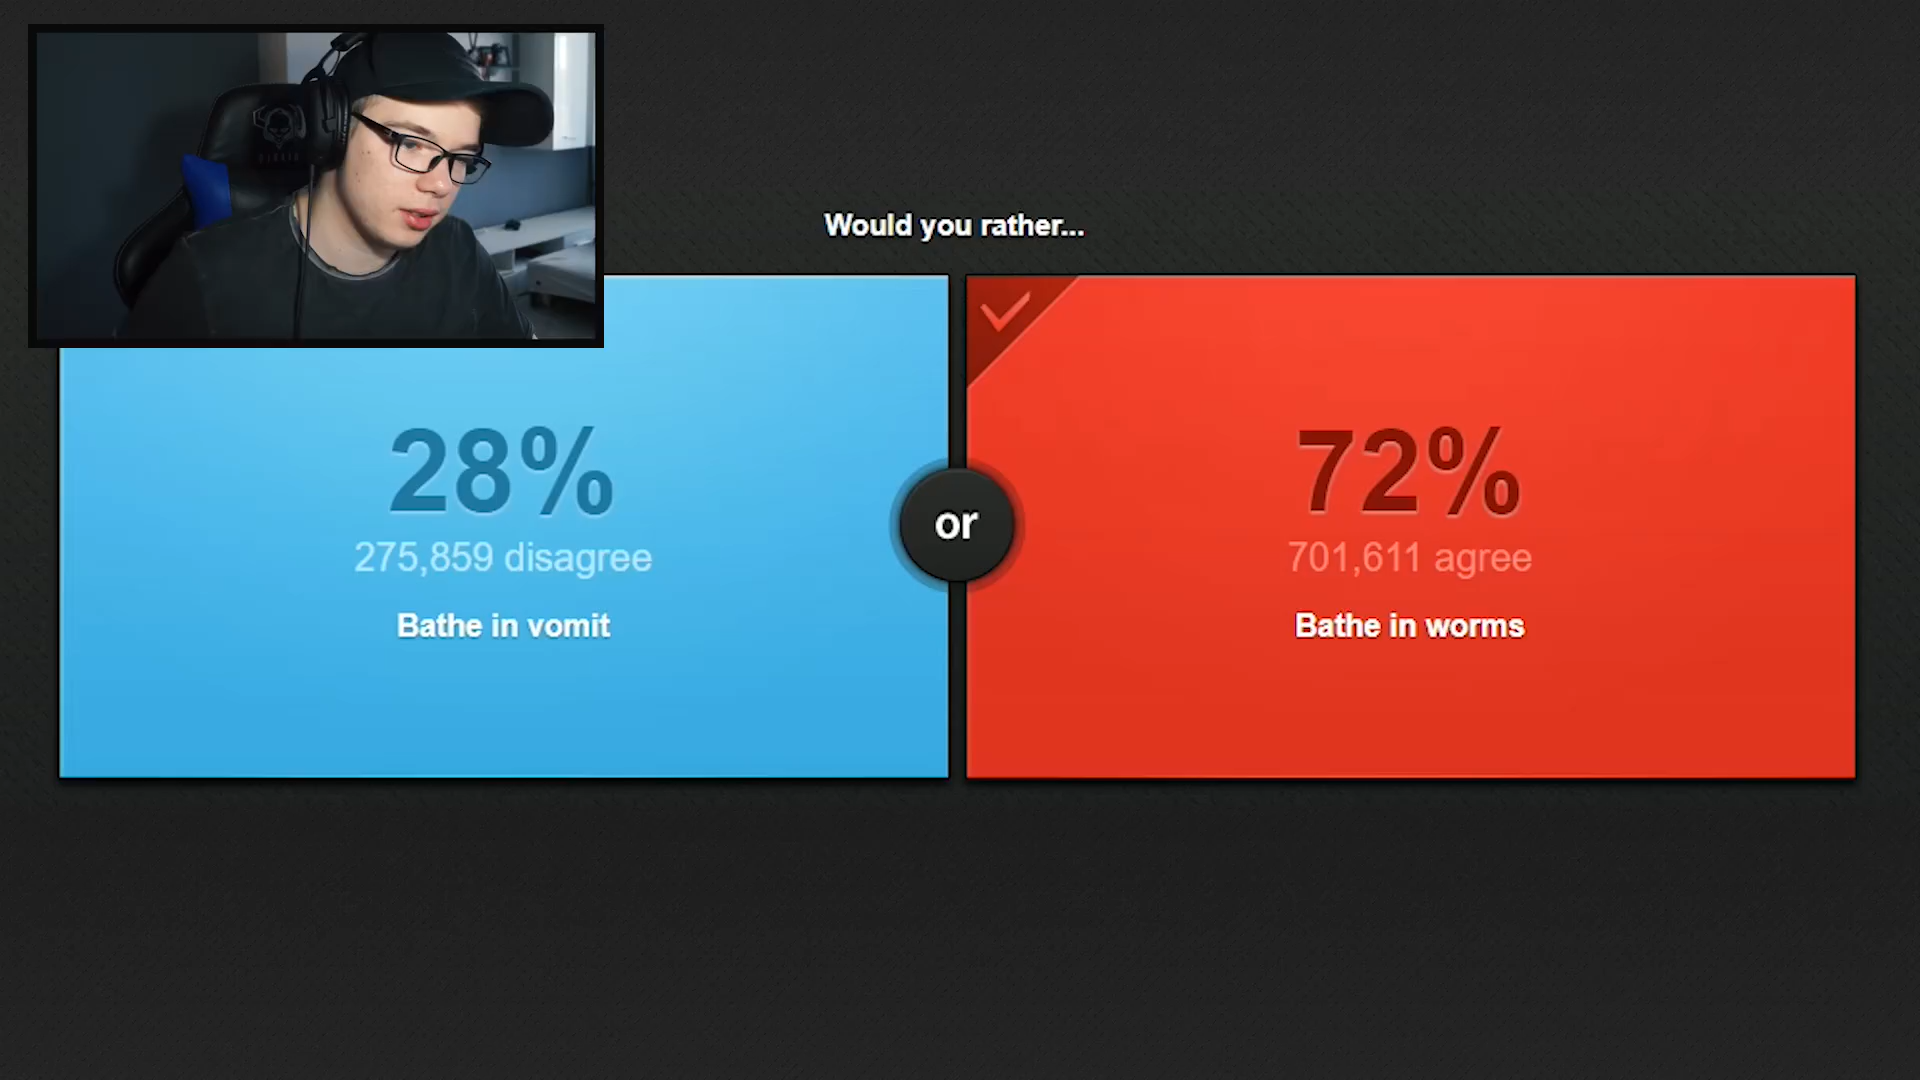 Would you rather...
28%
275,859 disagree
Bathe in vomit
or
72%
701,611 agree
Bathe in worms